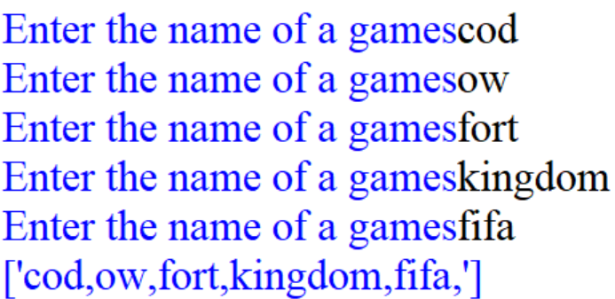 Enter the name of a gamescod
Enter the name of a gamesow
Enter the name of a gamesfort
Enter the name of a gameskingdom
Enter the name of a gamesfifa
['cod,ow,fort,kingdom,fifa,']